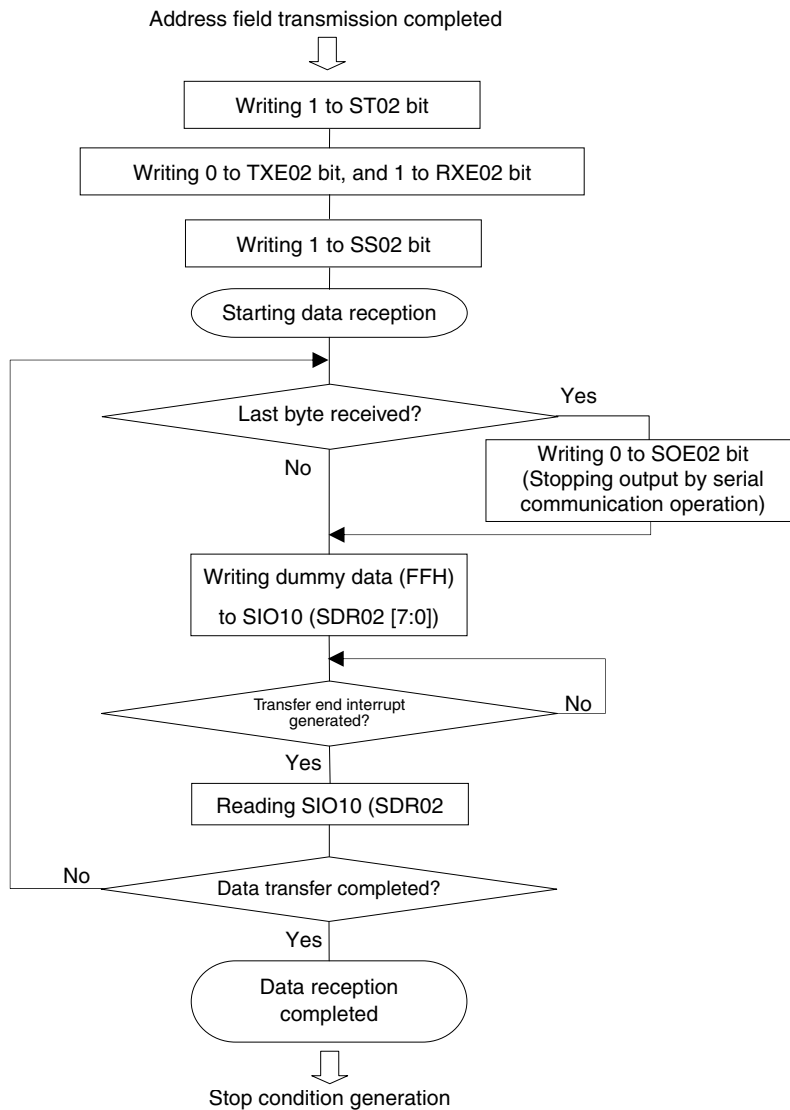 Address field transmission completed
Writing 1 to ST02 bit
Writing 0 to TXE02 bit, and 1 to RXE02 bit
Writing 1 to SS02 bit
Starting data reception
Last byte received?
Yes
No
Writing 0 to SOE02 bit
(Stopping output by serial
communication operation)
Writing dummy data (FFH)
to SIO10 (SDR02 [7:0])
Transfer end interrupt
generated?
No
Yes
Reading SIO10 (SDR02
No
Data transfer completed?
Yes
Data reception
completed
Stop condition generation